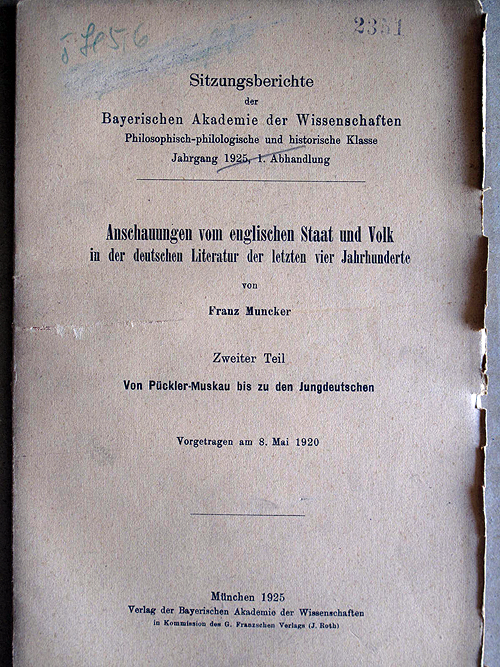 2351
Sitzungsberichte
der
Bayerischen Akademie der Wissenschaften
Philosophisch-philologische und historische Klasse
Jahrgang 1925, 1. Abhandlung
Anschauungen vom englischen Staat und Volk
in der deutschen Literatur der letzten vier Jahrhunderte
von
Franz Muncker
Zweiter Teil
Von Pückler-Muskau bis zu den Jungdeutschen
Vorgetragen am 8. Mai 1920
München 1925
Verlag der Bayerischen Akademie der Wissenschaften
in Kommission des G. Franzschen Verlags (J. Roth)